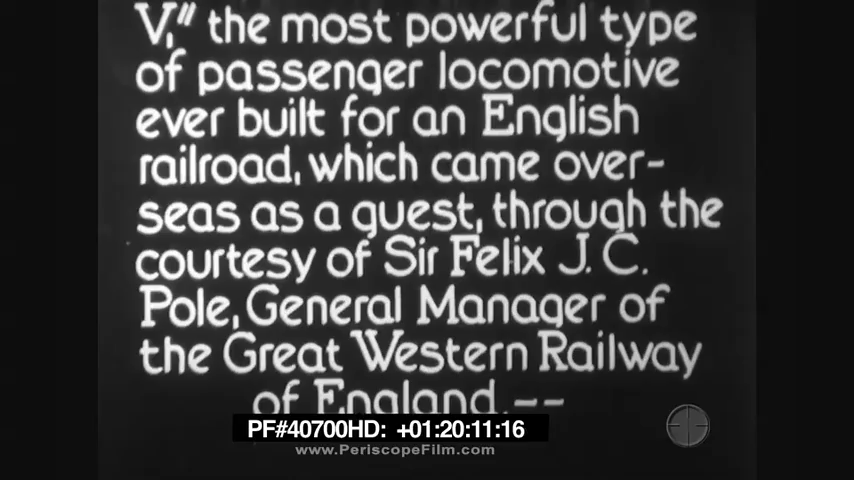 V," the most powerful type
of passenger locomotive
ever built for an English
railroad, which came over-
seas as a guest, through the
courtesy of Sir Felix J. C.
Pole, General Manager of
the Great Western Railway
of England. --
PF#40700HD: +01:20:11:16
www.PeriscopeFilm.com